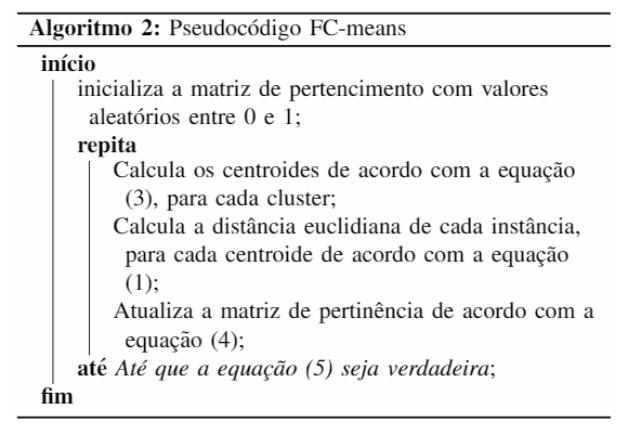 Algoritmo 2: Pseudocódigo FC-means
início
inicializa a matriz de pertencimento com valores
aleatórios entre 0 e 1;
repita
Calcula os centroides de acordo com a equação
(3), para cada cluster;
Calcula a distância euclidiana de cada instância,
para cada centroide de acordo com a equação
(1);
Atualiza a matriz de pertinência de acordo com a
equação (4);
até Até que a equação (5) seja verdadeira;
fim